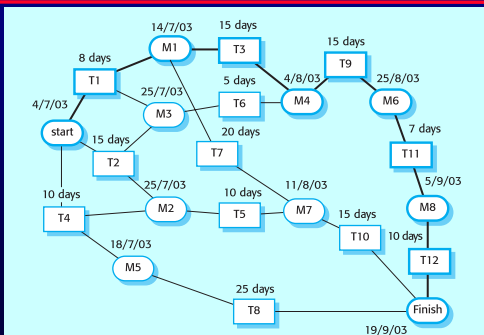 14/7/03
15 days
M1
T3
15 days
8 days
T9
T1
25/7/03
5 days
4/8/03
25/8/03
4/7/03
M3
T6
M4
M6
start
15 days
20 days
7 days
T2
T7
T11
25/7/03
10 days
11/8/03
5/9/03
10 days
M2
T5
M7
15 days
M8
T4
18/7/03
T10
10 days
M5
T12
25 days
T8
Finish
19/9/03